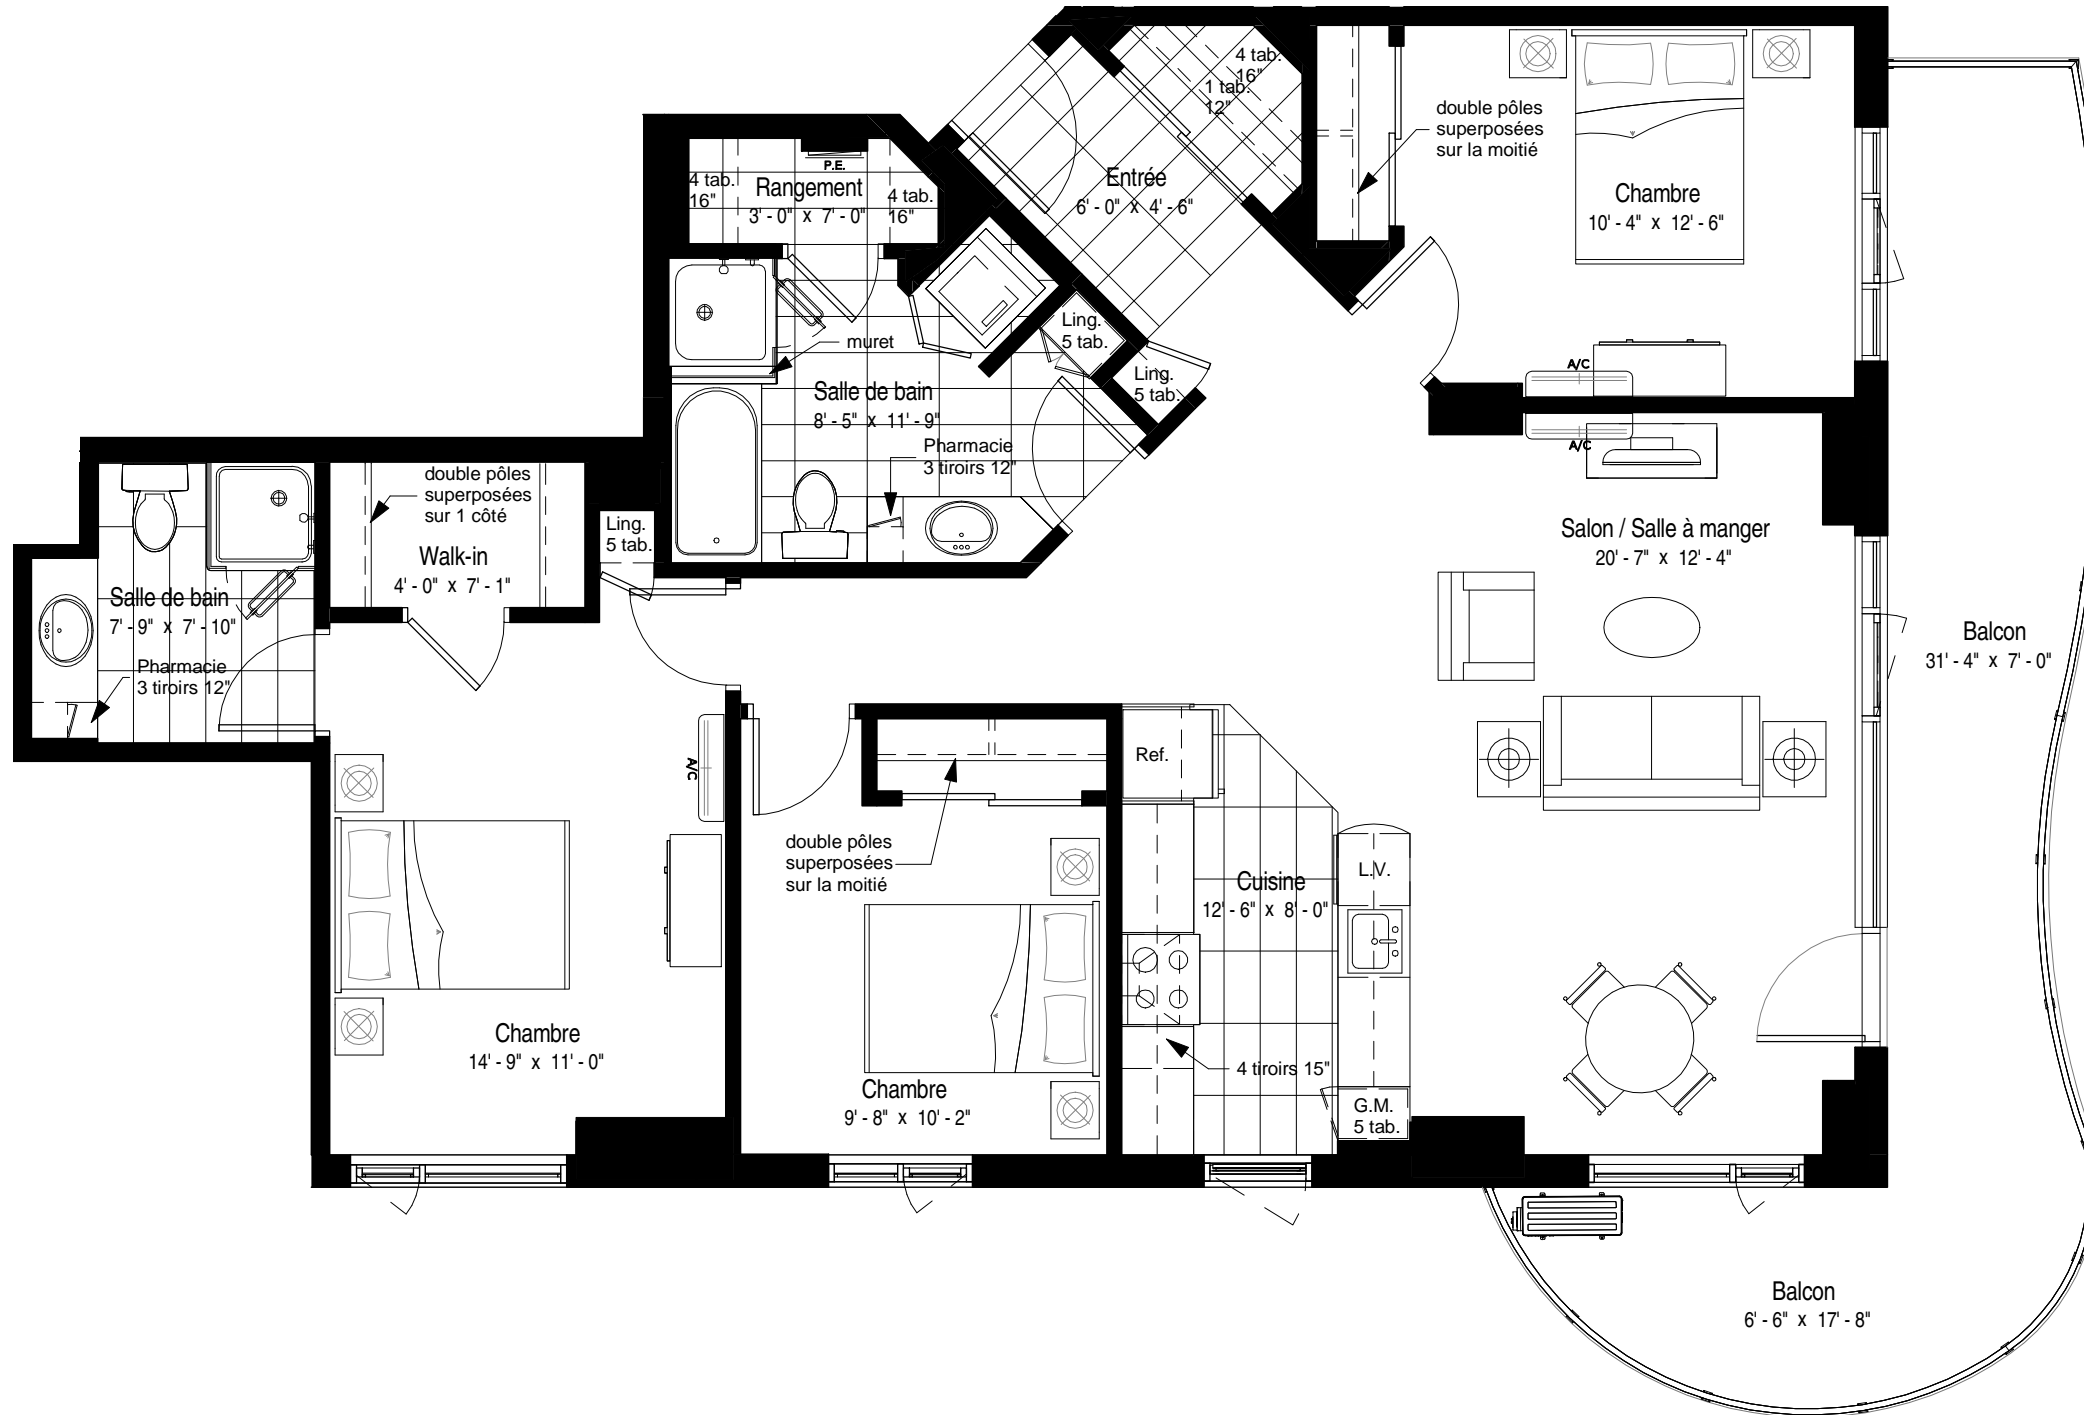 4 tab.
16"
1 tab.
12"
double pôles
superposées
sur la moitié
Chambre
10' - 4" x 12' - 6"
P.E.
4 tab.
16"
Rangement
3' - 0" x 7' - 0"
4 tab.
16"
Entrée
6' - 0" x 4' - 6"
Ling.
5 tab.
muret
Ling.
5 tab.
A/C
A/C
Salle de bain
8' - 5" x 11' - 9"
Pharmacie
3 tiroirs 12"
double pôles
superposées
sur 1 côté
Walk-in
4' - 0" x 7' - 1"
Ling.
5 tab.
Salon / Salle à manger
20' - 7" x 12' - 4"
Salle de bain
7' - 9" x 7' - 10"
Pharmacie
3 tiroirs 12"
Balcon
31' - 4" x 7' - 0"
A/C
Ref.
double pôles
superposées
sur la moitié
Cuisine
12' - 6" x 8' - 0"
L.V.
Chambre
14' - 9" x 11' - 0"
Chambre
9' - 8" x 10' - 2"
4 tiroirs 15"
G.M.
5 tab.
Balcon
6' - 6" x 17' - 8"